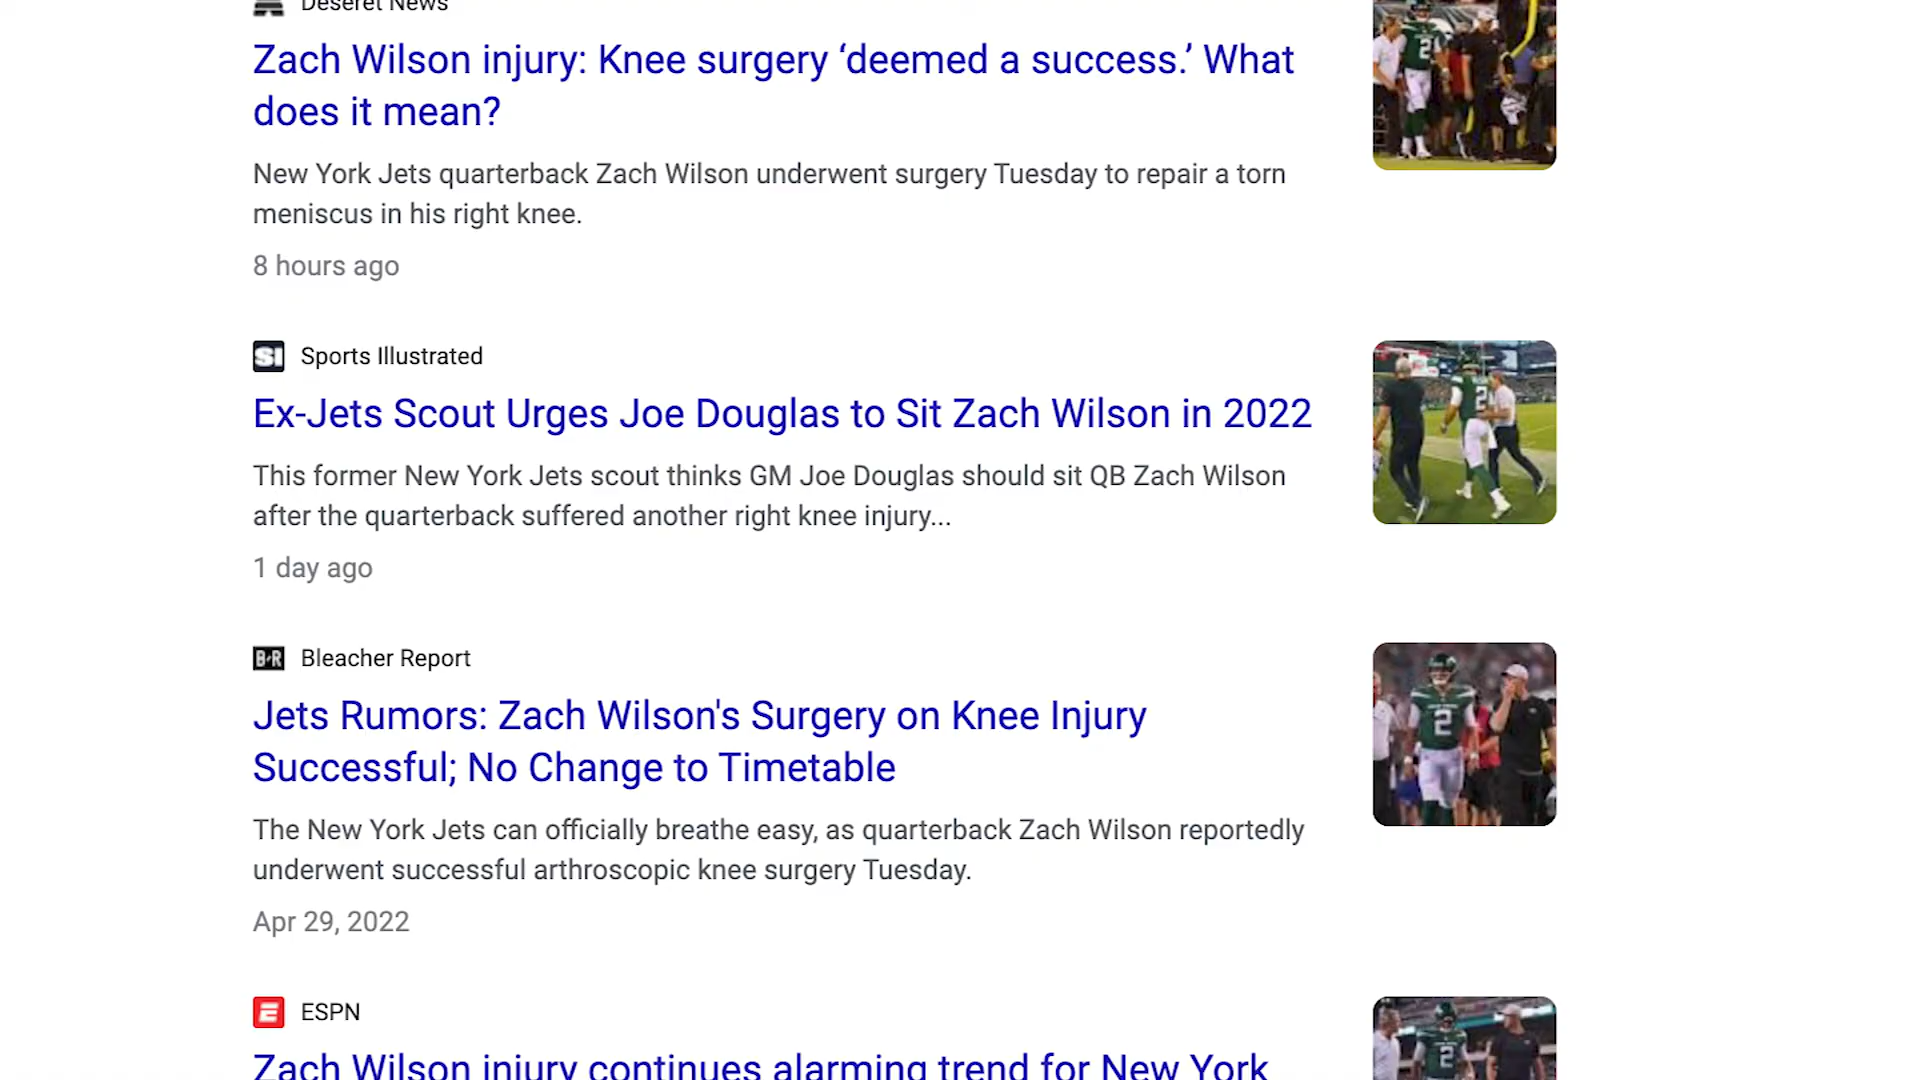 Deseret News
Zach Wilson injury: Knee surgery ‘deemed a success.’ What
does it mean?
New York Jets quarterback Zach Wilson underwent surgery Tuesday to repair a torn
meniscus in his right knee.
8 hours ago
SI Sports Illustrated
Ex-Jets Scout Urges Joe Douglas to Sit Zach Wilson in 2022
This former New York Jets scout thinks GM Joe Douglas should sit QB Zach Wilson
after the quarterback suffered another right knee injury...
1 day ago
B/R Bleacher Report
Jets Rumors: Zach Wilson's Surgery on Knee Injury
Successful; No Change to Timetable
The New York Jets can officially breathe easy, as quarterback Zach Wilson reportedly
underwent successful arthroscopic knee surgery Tuesday.
Apr 29, 2022
E ESPN
Zach Wilson injury continues alarming trend for New York
2
2
2
2